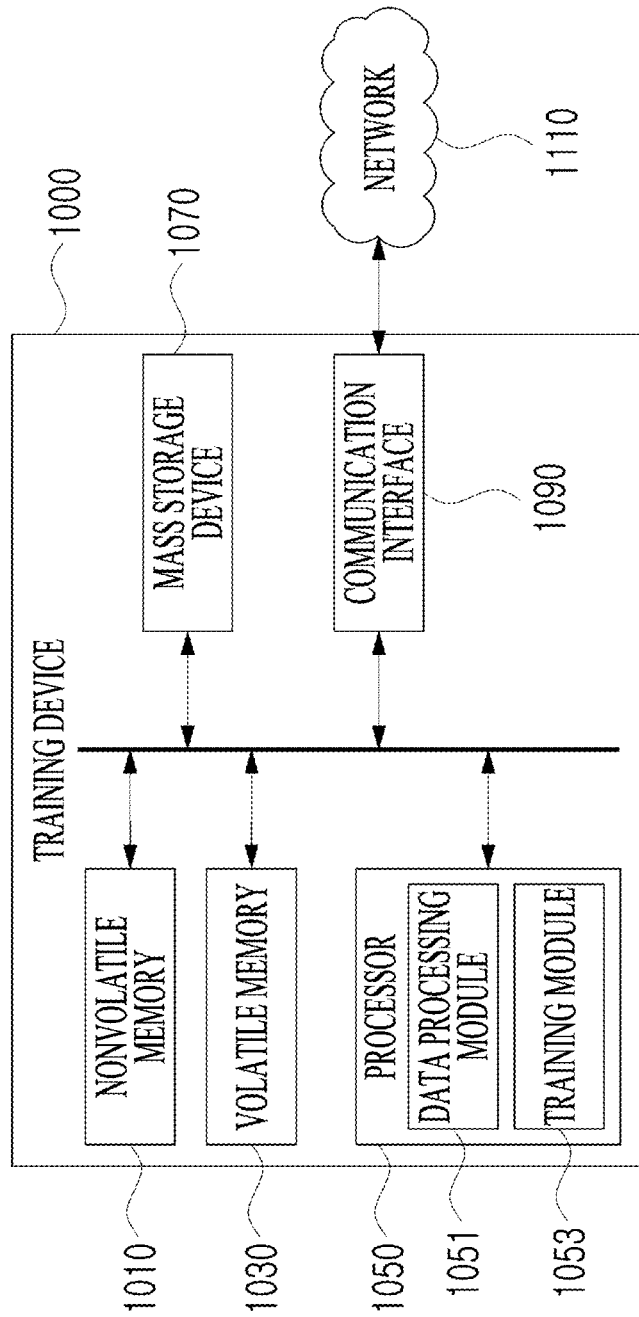 TRAINING DEVICE
1000
1010
NONVOLATILE
MEMORY
1030
VOLATILE MEMORY
1050
PROCESSOR
1051
DATA PROCESSING
MODULE
1053
TRAINING MODULE
MASS STORAGE
DEVICE
1070
COMMUNICATION
INTERFACE
1090
NETWORK
1110